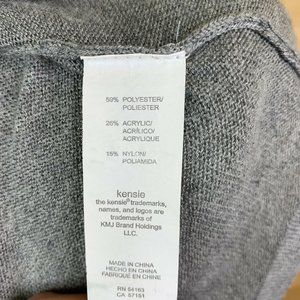 59% POLYESTER/
POLIESTER
26% ACRYLIC/
ACRÍLICO/
ACRYLIQUE
15% NYLON/
POLIAMIDA
kensie
the kensie® trademarks,
names, and logos are
trademarks of
KMJ Brand Holdings
LLC.
MADE IN CHINA
HECHO EN CHINA
FABRIQUÉ EN CHINE
RN 54163
CA 57151